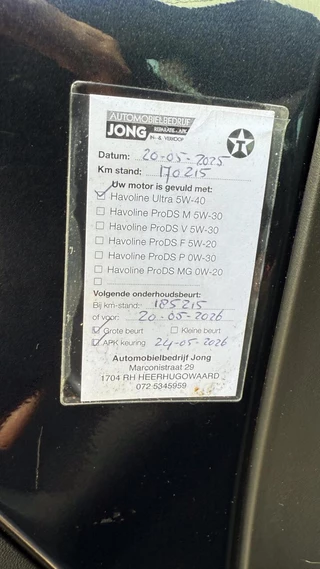 AUTOMOBIELBEDRIJF
JONG REPARATIE - APK
IN- & VERKOOP
Datum: 20-05-2025
Km stand: 170215
Uw motor is gevuld met:
Havoline Ultra 5W-40
Havoline ProDS M 5W-30
Havoline ProDS V 5W-30
Havoline ProDS F 5W-20
Havoline ProDS P 0W-30
Havoline ProDS MG 0W-20
Volgende onderhoudsbeurt:
Bij km-stand: 185215
of voor: 20-05-2026
Grote beurt Kleine beurt
APK keuring 24-05-2026
Automobielbedrijf Jong
Marconistraat 29
1704 RH HEERHUGOWAARD
072 5345959